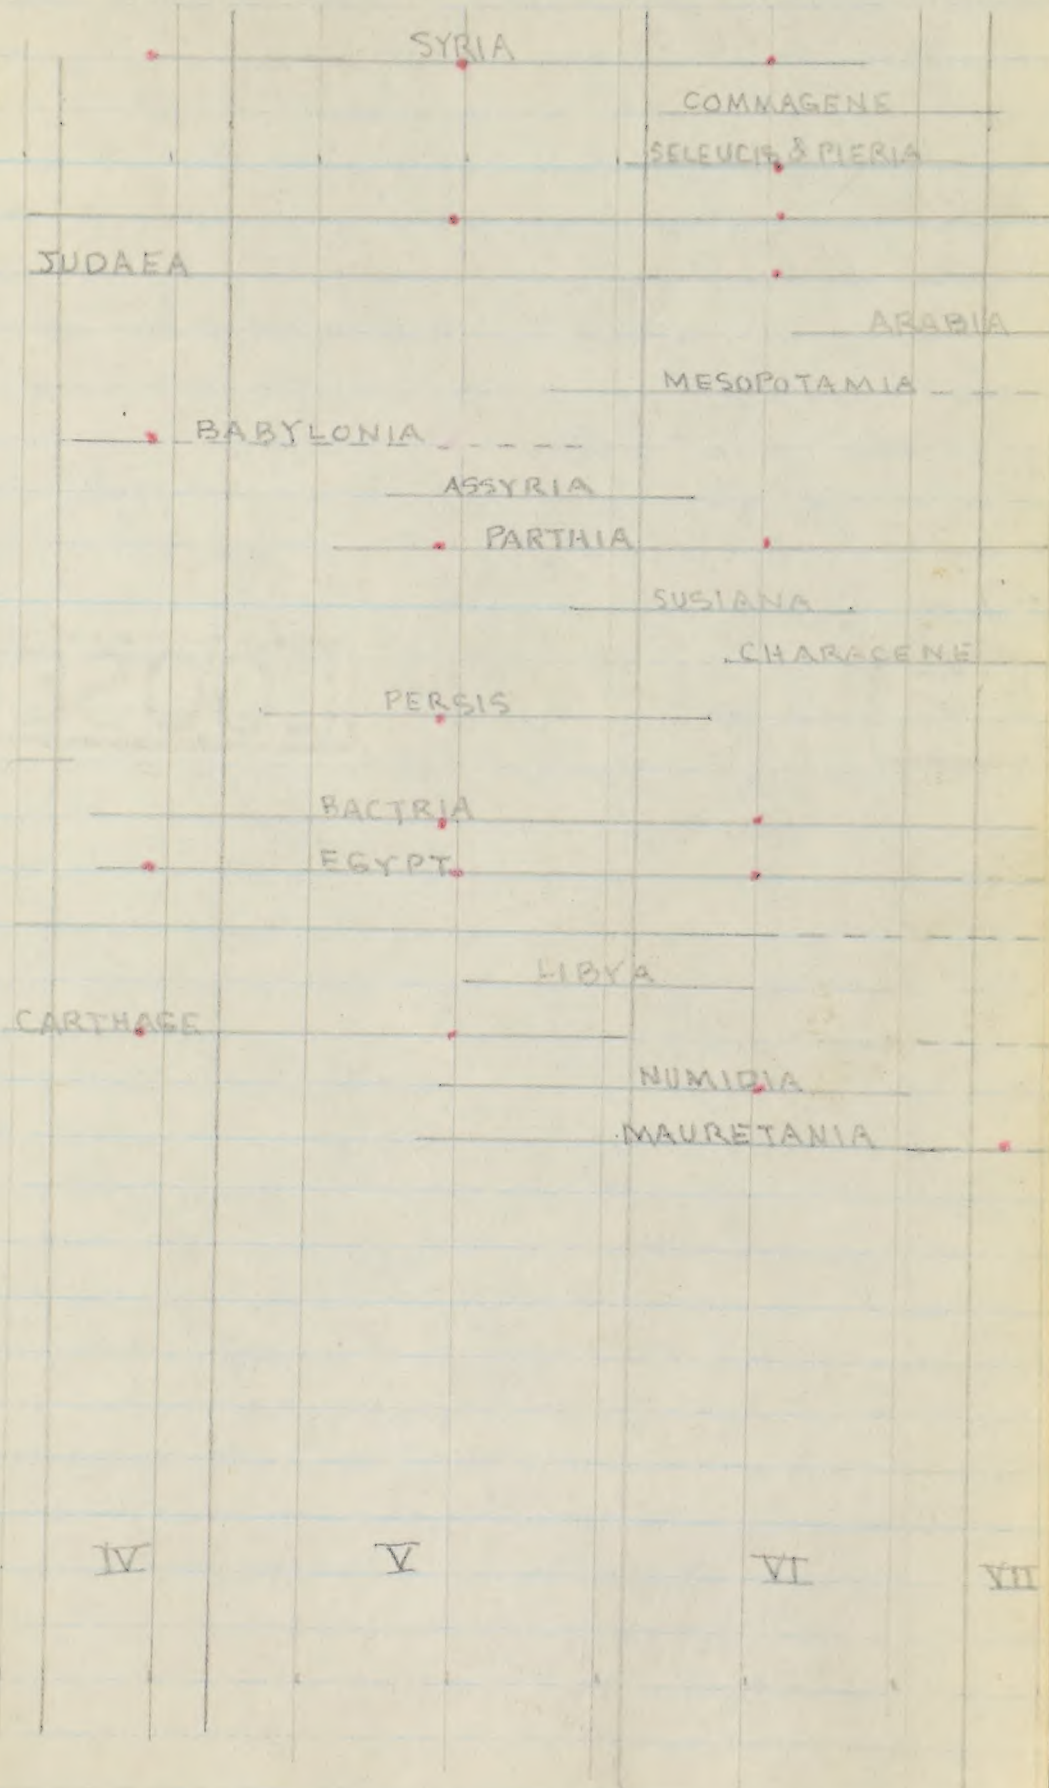 SYRIA
COMMAGENE
SELEUCIS & PIERIA
JUDAEA
ARABIA
MESOPOTAMIA
BABYLONIA
ASSYRIA
PARTHIA
SUSIANA
CHARACENE
PERSIS
BACTRIA
EGYPT
LIBYA
CARTHAGE
NUMIDIA
MAURETANIA
IV V VI VII